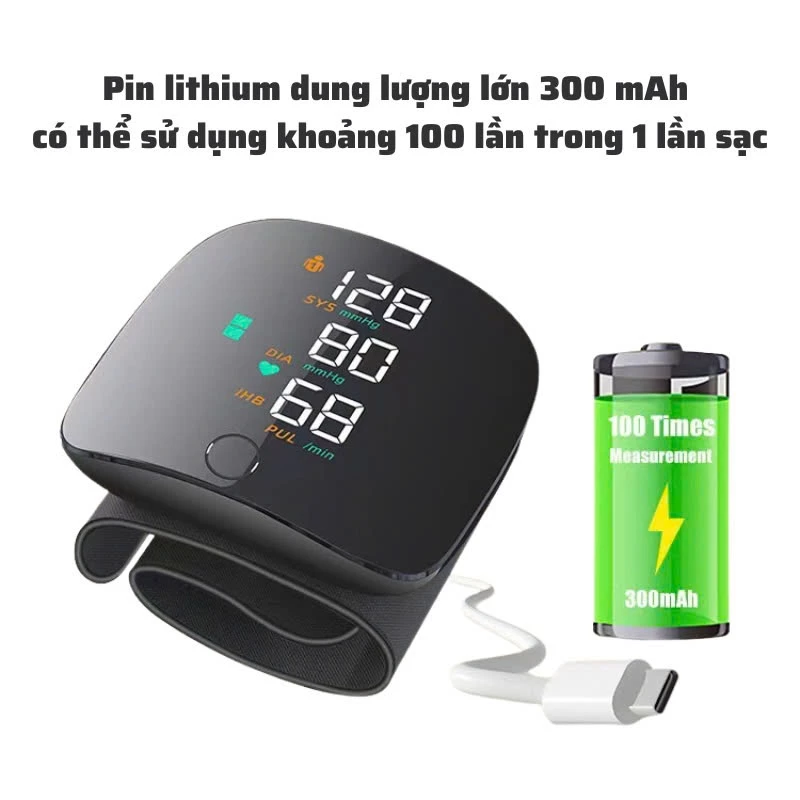 Pin lithium dung lượng lớn 300 mAh
có thể sử dụng khoảng 100 lần trong 1 lần sạc
128
SYS mmHg
80
DIA mmHg
68
IHB
PUL /min
100 Times
Measurement
300mAh